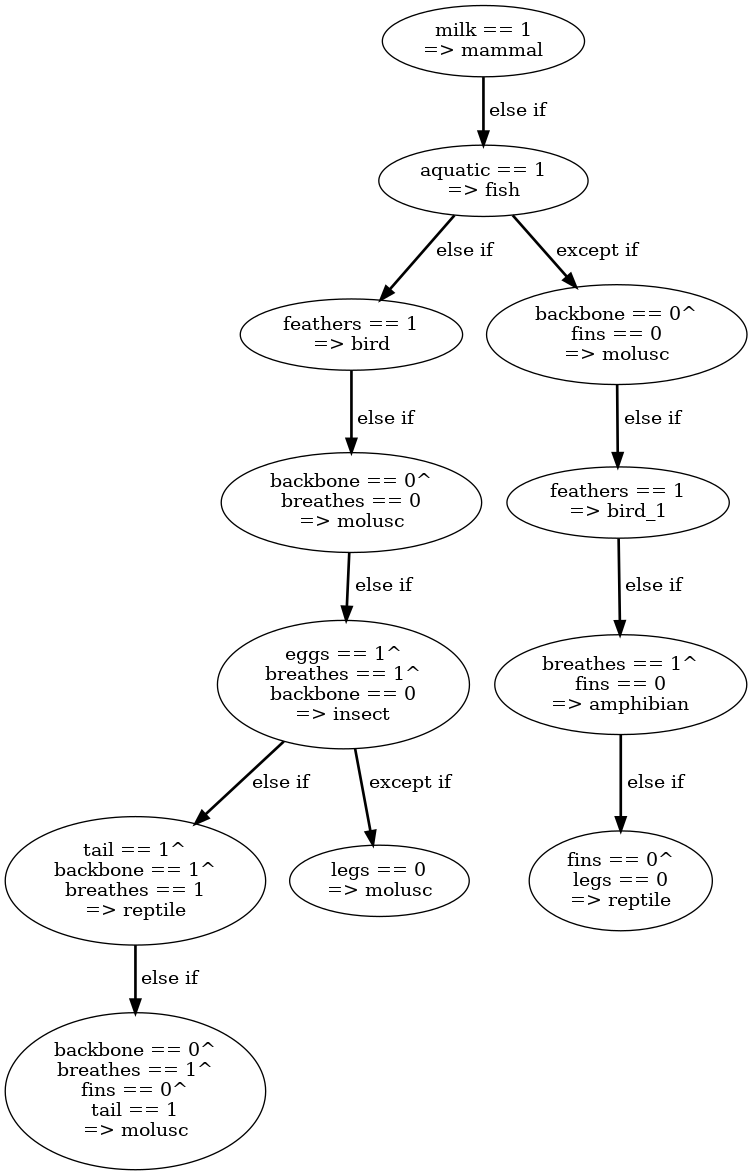 milk == 1
=> mammal
else if
aquatic == 1
=> fish
else if
except if
feathers == 1
=> bird
backbone == 0^
fins == 0
=> molusc
else if
else if
backbone == 0^
breathes == 0
=> molusc
feathers == 1
=> bird_1
else if
else if
eggs == 1^
breathes == 1^
backbone == 0
=> insect
breathes == 1^
fins == 0
=> amphibian
else if
except if
else if
tail == 1^
backbone == 1^
breathes == 1
=> reptile
legs == 0
=> molusc
fins == 0^
legs == 0
=> reptile
else if
backbone == 0^
breathes == 1^
fins == 0^
tail == 1
=> molusc